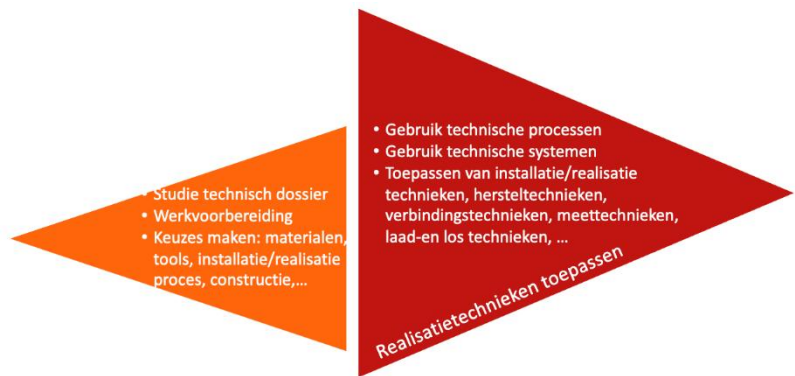 • Studie technisch dossier
• Werkvoorbereiding
• Keuzes maken: materialen,
tools, installatie/realisatie
proces, constructie,...
• Gebruik technische processen
• Gebruik technische systemen
• Toepassen van installatie/realisatie
technieken, hersteltechnieken,
verbindingstechnieken, meettechnieken,
laad-en los technieken, ...
Realisatietechnieken toepassen